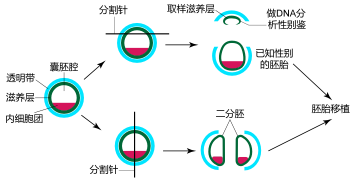 分割针
取样滋养层
做DNA分
析性别鉴
已知性别
的胚胎
囊胚腔
透明带
滋养层
内细胞团
胚胎移植
二分胚
分割针